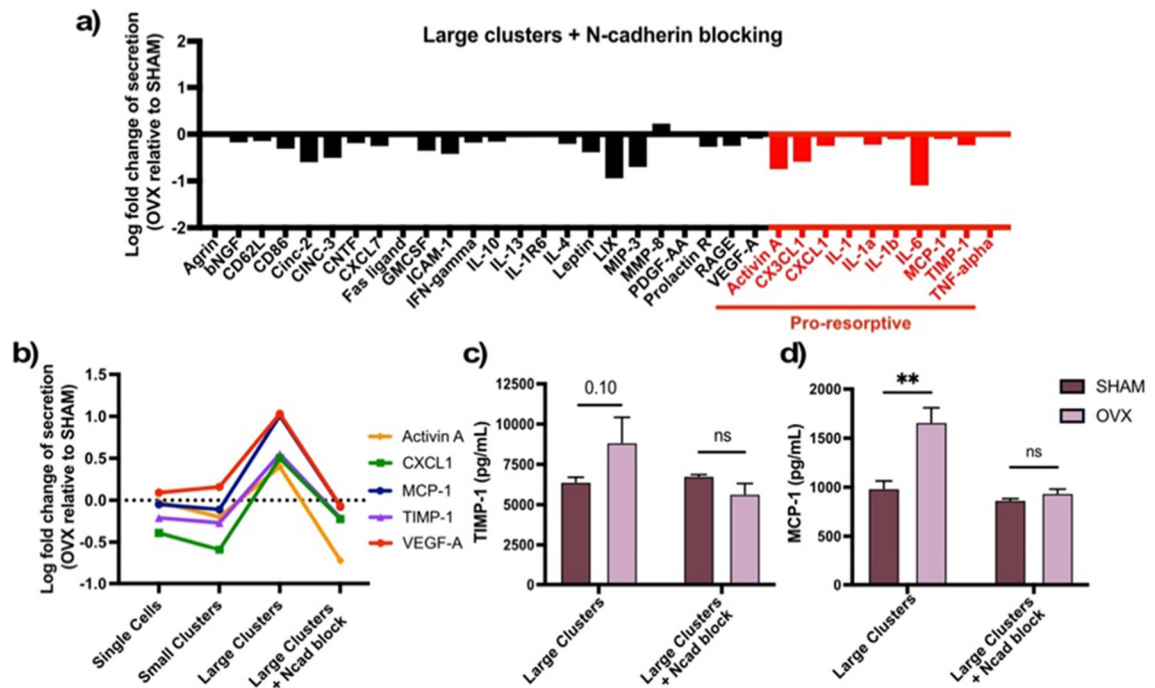 a)
Large clusters + N-cadherin blocking
Log fold change of secretion
(OVX relative to SHAM)
2
1
0
-1
-2
Agrin
bNGF
CD62L
CD86
Cinc-2
CINC-3
CNTF
CXCL7
Fas ligand
GMCSF
ICAM-1
IFN-gamma
IL-10
IL-13
IL-1R6
IL-4
Leptin
LIX
MIP-3
MMP-8
PDGF-AA
Prolactin R
RAGE
VEGF-A
Activin A
CX3CL1
CXCL1
IL-1
IL-1a
IL-1b
IL-6
MCP-1
TIMP-1
TNF-alpha
Pro-resorptive
b)
Log fold change of secretion
(OVX relative to SHAM)
1.5
1.0
0.5
0.0
-0.5
-1.0
Single Cells
Small Clusters
Large Clusters
Large Clusters
+ Ncad block
Activin A
CXCL1
MCP-1
TIMP-1
VEGF-A
c)
TIMP-1 (pg/mL)
12500
10000
7500
5000
2500
0
0.10
ns
Large Clusters
Large Clusters
+ Ncad block
d)
MCP-1 (pg/mL)
2000
1500
1000
500
0
**
ns
Large Clusters
Large Clusters
+ Ncad block
SHAM
OVX